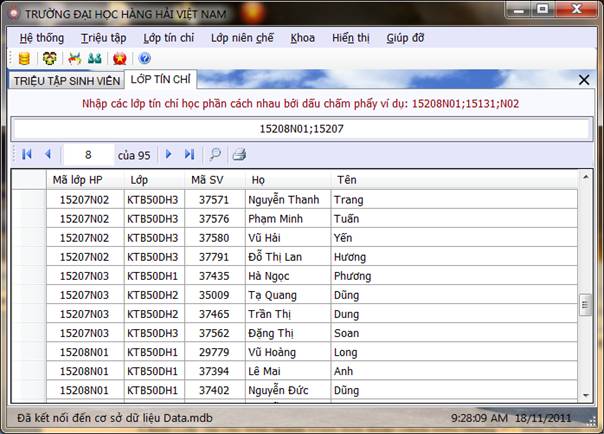 TRƯỜNG ĐẠI HỌC HÀNG HẢI VIỆT NAM
Hệ thống Triệu tập Lớp tín chỉ Lớp niên chế Khoa Hiển thị Giúp đỡ
TRIỆU TẬP SINH VIÊN LỚP TÍN CHỈ
Nhập các lớp tín chỉ học phần cách nhau bởi dấu chấm phẩy ví dụ: 15208N01;15131;N02
15208N01;15207
8 của 95
Mã lớp HP Lớp Mã SV Họ Tên
15207N02 KTB50DH3 37571 Nguyễn Thanh Trang
15207N02 KTB50DH3 37576 Phạm Minh Tuấn
15207N02 KTB50DH3 37580 Vũ Hải Yến
15207N02 KTB50DH3 37791 Đỗ Thị Lan Hương
15207N03 KTB50DH1 37435 Hà Ngọc Phương
15207N03 KTB50DH2 35009 Tạ Quang Dũng
15207N03 KTB50DH2 37465 Trần Thị Dung
15207N03 KTB50DH3 37562 Đặng Thị Soan
15208N01 KTB50DH1 29779 Vũ Hoàng Long
15208N01 KTB50DH1 37394 Lê Mai Anh
15208N01 KTB50DH1 37402 Nguyễn Đức Dũng
Đã kết nối đến cơ sở dữ liệu Data.mdb 9:28:09 AM 18/11/2011